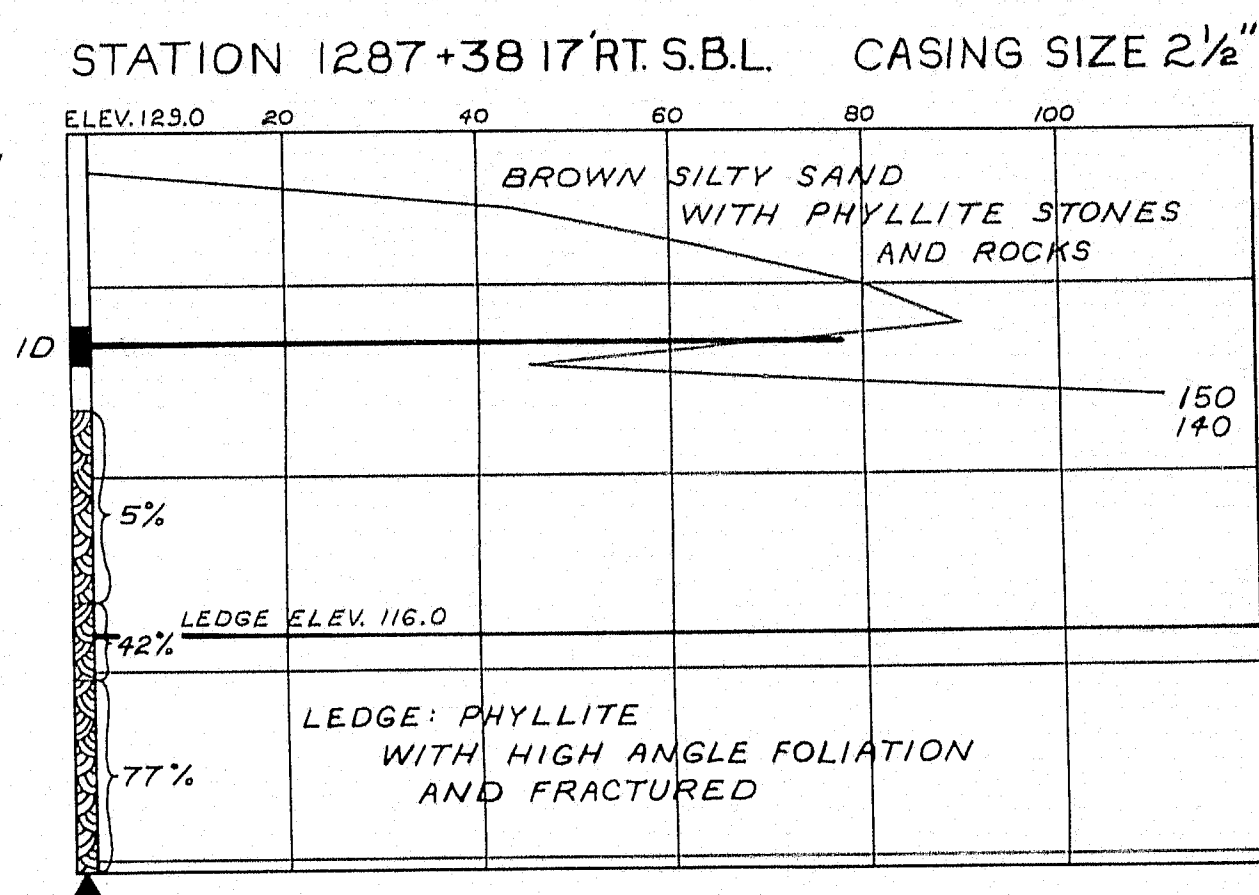 STATION 1287+38 17' RT. S.B.L. CASING SIZE 2½"
ELEV. 129.0 20 40 60 80 100
BROWN SILTY SAND
WITH PHYLLITE STONES
AND ROCKS
1D
150
140
5%
LEDGE ELEV. 116.0
42%
LEDGE: PHYLLITE
WITH HIGH ANGLE FOLIATION
77%
AND FRACTURED